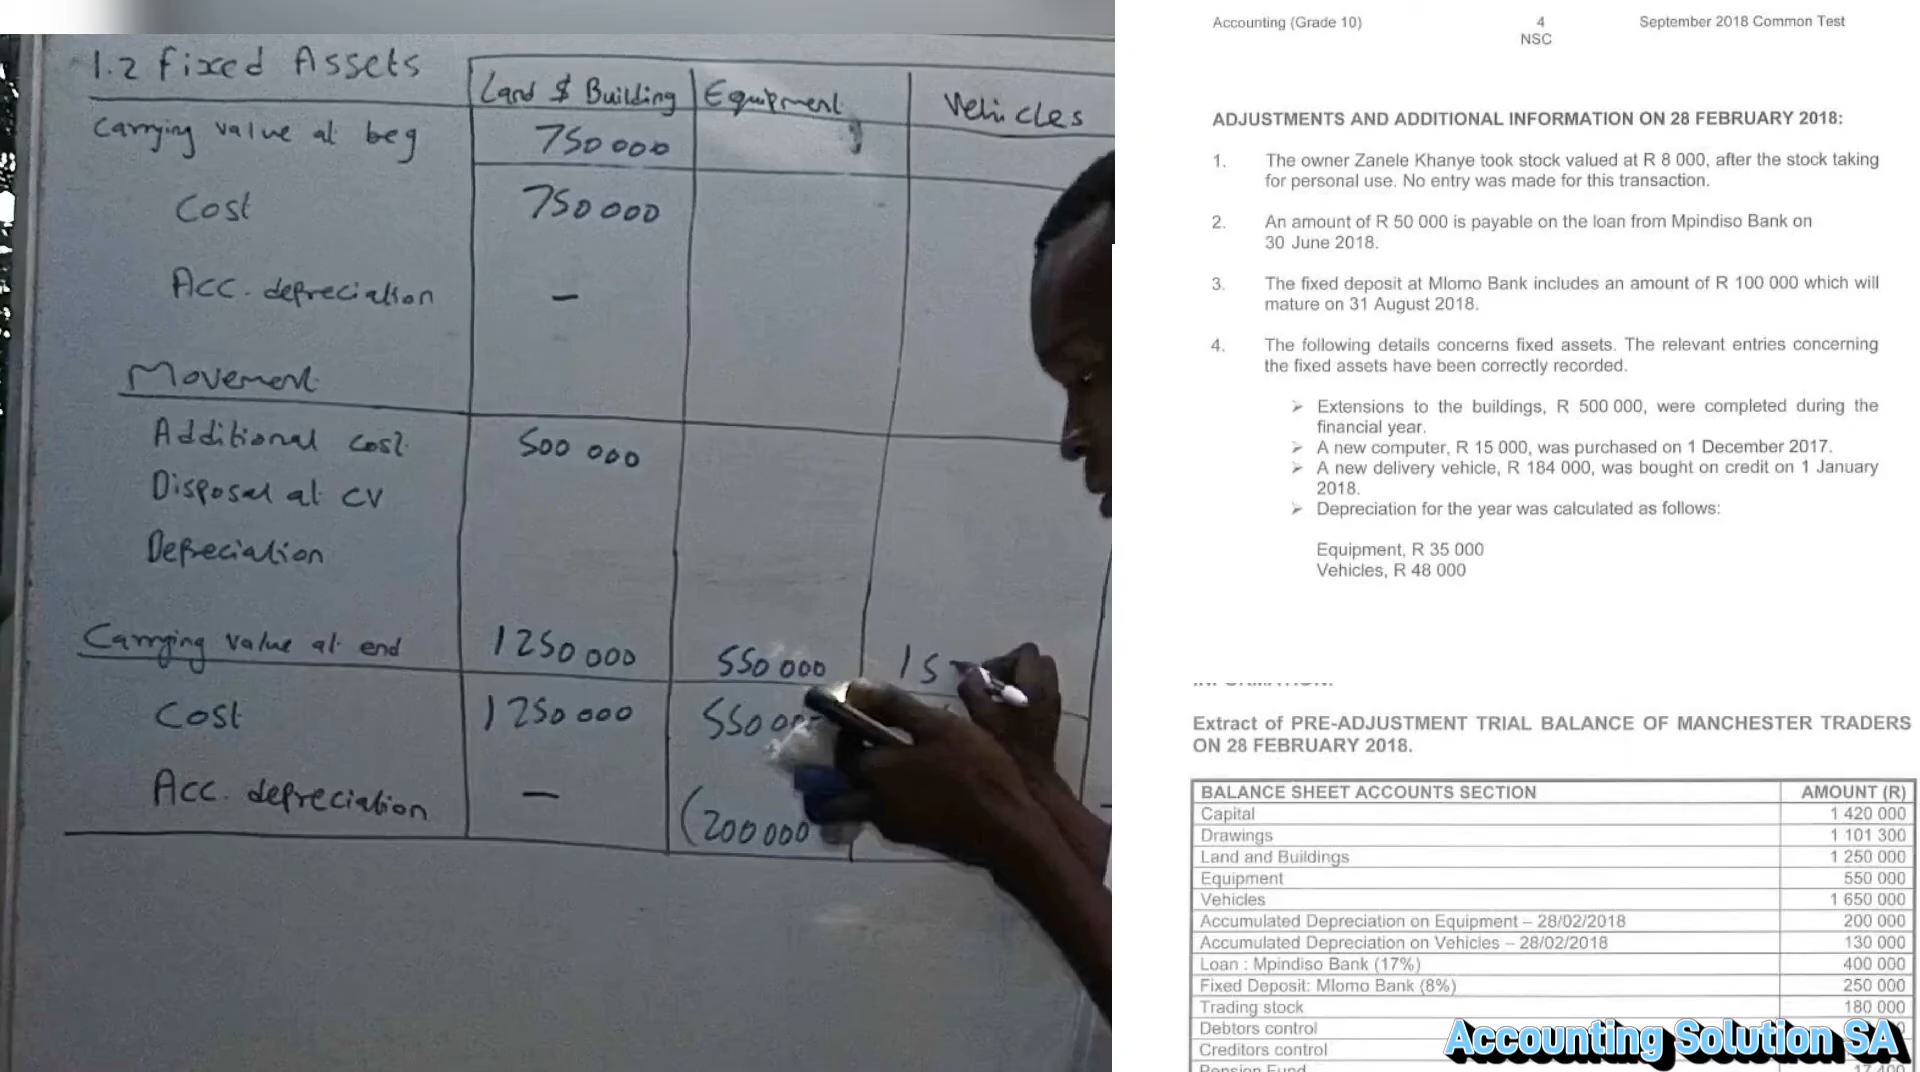 1.2 Fixed Assets
Land $ Building
Equipment
Vehicles
Carrying value at beg
750 000
Cost
750 000
Acc. depreciation
–
Movement
Additional cost
500 000
Disposal at CV
Depreciation
Carrying value at end
1 250 000
550 000
15
Cost
1 250 000
550 00
Acc. depreciation
–
(200 000
Accounting (Grade 10)
4
September 2018 Common Test
NSC
ADJUSTMENTS AND ADDITIONAL INFORMATION ON 28 FEBRUARY 2018:
1. The owner Zanele Khanye took stock valued at R 8 000, after the stock taking
for personal use. No entry was made for this transaction.
2. An amount of R 50 000 is payable on the loan from Mpindiso Bank on
30 June 2018.
3. The fixed deposit at Mlomo Bank includes an amount of R 100 000 which will
mature on 31 August 2018.
4. The following details concerns fixed assets. The relevant entries concerning
the fixed assets have been correctly recorded.
➢ Extensions to the buildings, R 500 000, were completed during the
financial year.
➢ A new computer, R 15 000, was purchased on 1 December 2017.
➢ A new delivery vehicle, R 184 000, was bought on credit on 1 January
2018.
➢ Depreciation for the year was calculated as follows:
Equipment, R 35 000
Vehicles, R 48 000
Extract of PRE-ADJUSTMENT TRIAL BALANCE OF MANCHESTER TRADERS
ON 28 FEBRUARY 2018.
BALANCE SHEET ACCOUNTS SECTION AMOUNT (R)
Capital 1 420 000
Drawings 1 101 300
Land and Buildings 1 250 000
Equipment 550 000
Vehicles 1 650 000
Accumulated Depreciation on Equipment – 28/02/2018 200 000
Accumulated Depreciation on Vehicles – 28/02/2018 130 000
Loan : Mpindiso Bank (17%) 400 000
Fixed Deposit: Mlomo Bank (8%) 250 000
Trading stock 180 000
Debtors control
Creditors control
Pension Fund 17 400
Accounting Solution SA